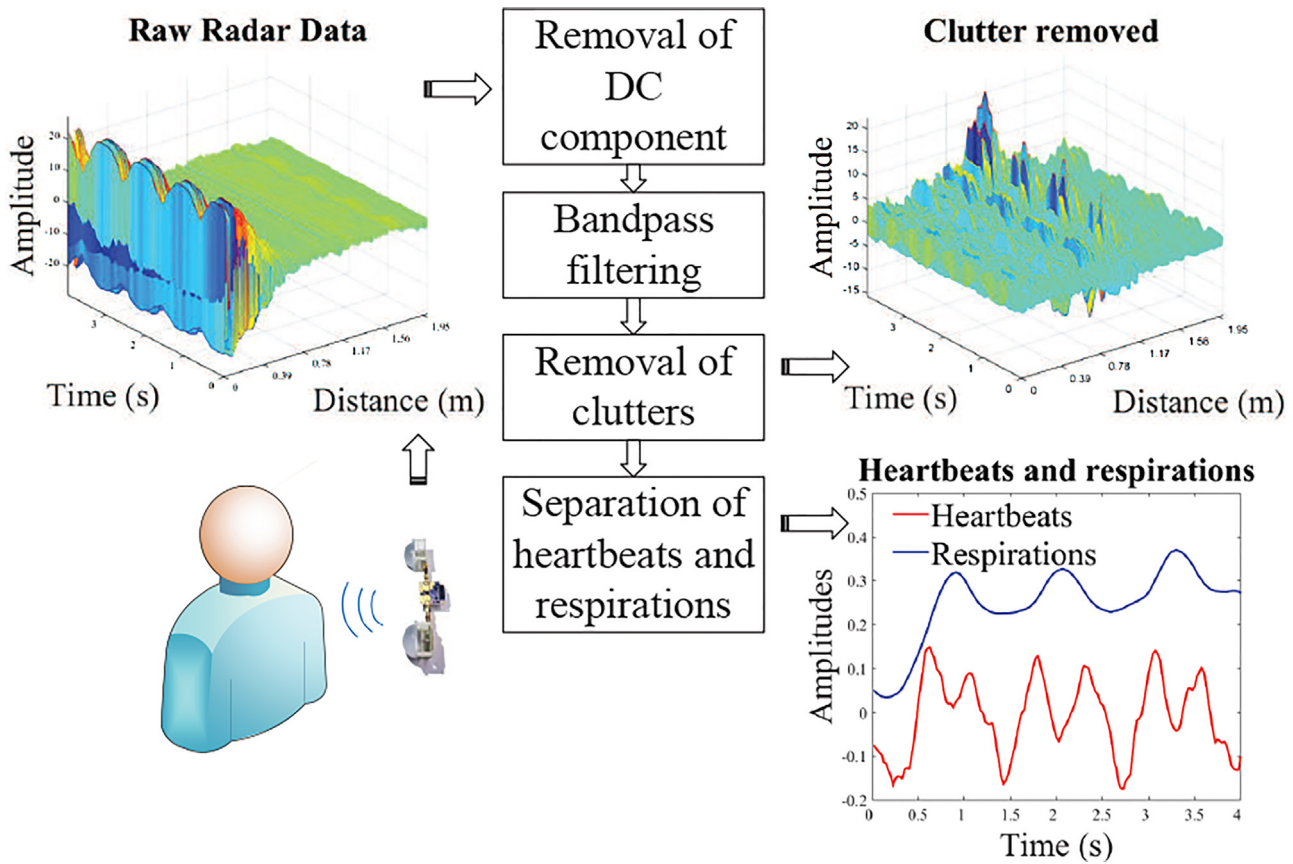 Raw Radar Data
Amplitude
20
10
0
-10
-20
3
2
1
0
0
0.39
0.78
1.17
1.56
1.95
Time (s)
Distance (m)
Removal of
DC
component
Bandpass
filtering
Removal of
clutters
Separation of
heartbeats and
respirations
Clutter removed
Amplitude
20
15
10
5
0
-5
-10
-15
3
2
1
0
0
0.39
0.78
1.17
1.58
1.95
Time (s)
Distance (m)
Heartbeats and respirations
Heartbeats
Respirations
Amplitudes
0.5
0.4
0.3
0.2
0.1
0
-0.1
-0.2
0 0.5 1 1.5 2 2.5 3 3.5 4
Time (s)